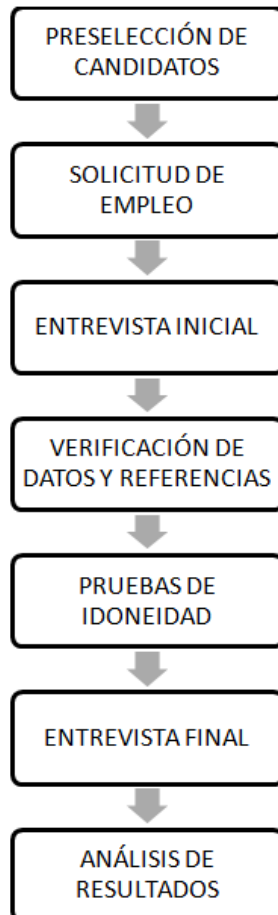 PRESELECCIÓN DE
CANDIDATOS
SOLICITUD DE
EMPLEO
ENTREVISTA INICIAL
VERIFICACIÓN DE
DATOS Y REFERENCIAS
PRUEBAS DE
IDONEIDAD
ENTREVISTA FINAL
ANÁLISIS DE
RESULTADOS